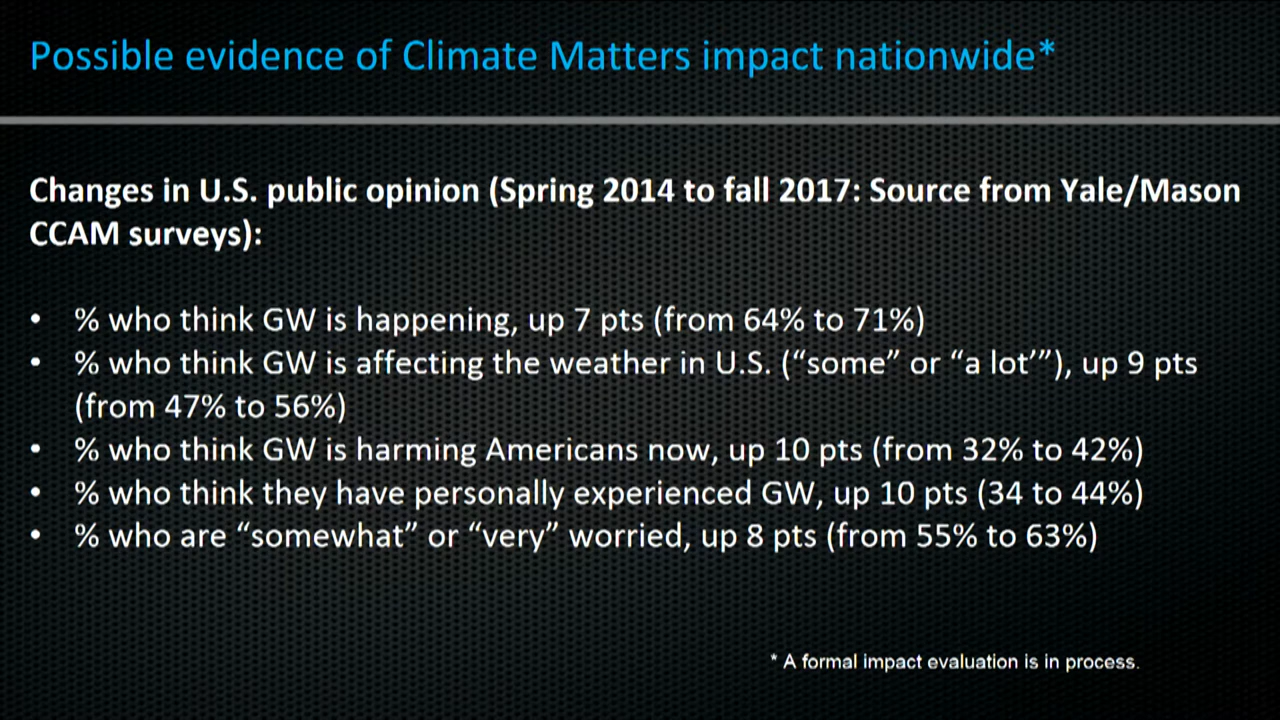 Possible evidence of Climate Matters impact nationwide*
Changes in U.S. public opinion (Spring 2014 to fall 2017: Source from Yale/Mason
CCAM surveys):
• % who think GW is happening, up 7 pts (from 64% to 71%)
• % who think GW is affecting the weather in U.S. (“some” or “a lot’”), up 9 pts
(from 47% to 56%)
• % who think GW is harming Americans now, up 10 pts (from 32% to 42%)
• % who think they have personally experienced GW, up 10 pts (34 to 44%)
• % who are “somewhat” or “very” worried, up 8 pts (from 55% to 63%)
* A formal impact evaluation is in process.